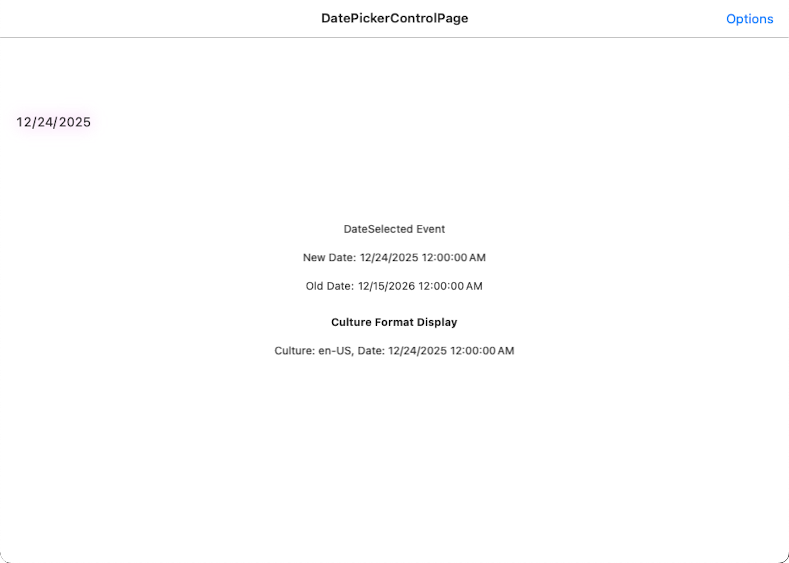 DatePickerControlPage
Options
12/24/2025
DateSelected Event
New Date: 12/24/2025 12:00:00 AM
Old Date: 12/15/2026 12:00:00 AM
Culture Format Display
Culture: en-US, Date: 12/24/2025 12:00:00 AM